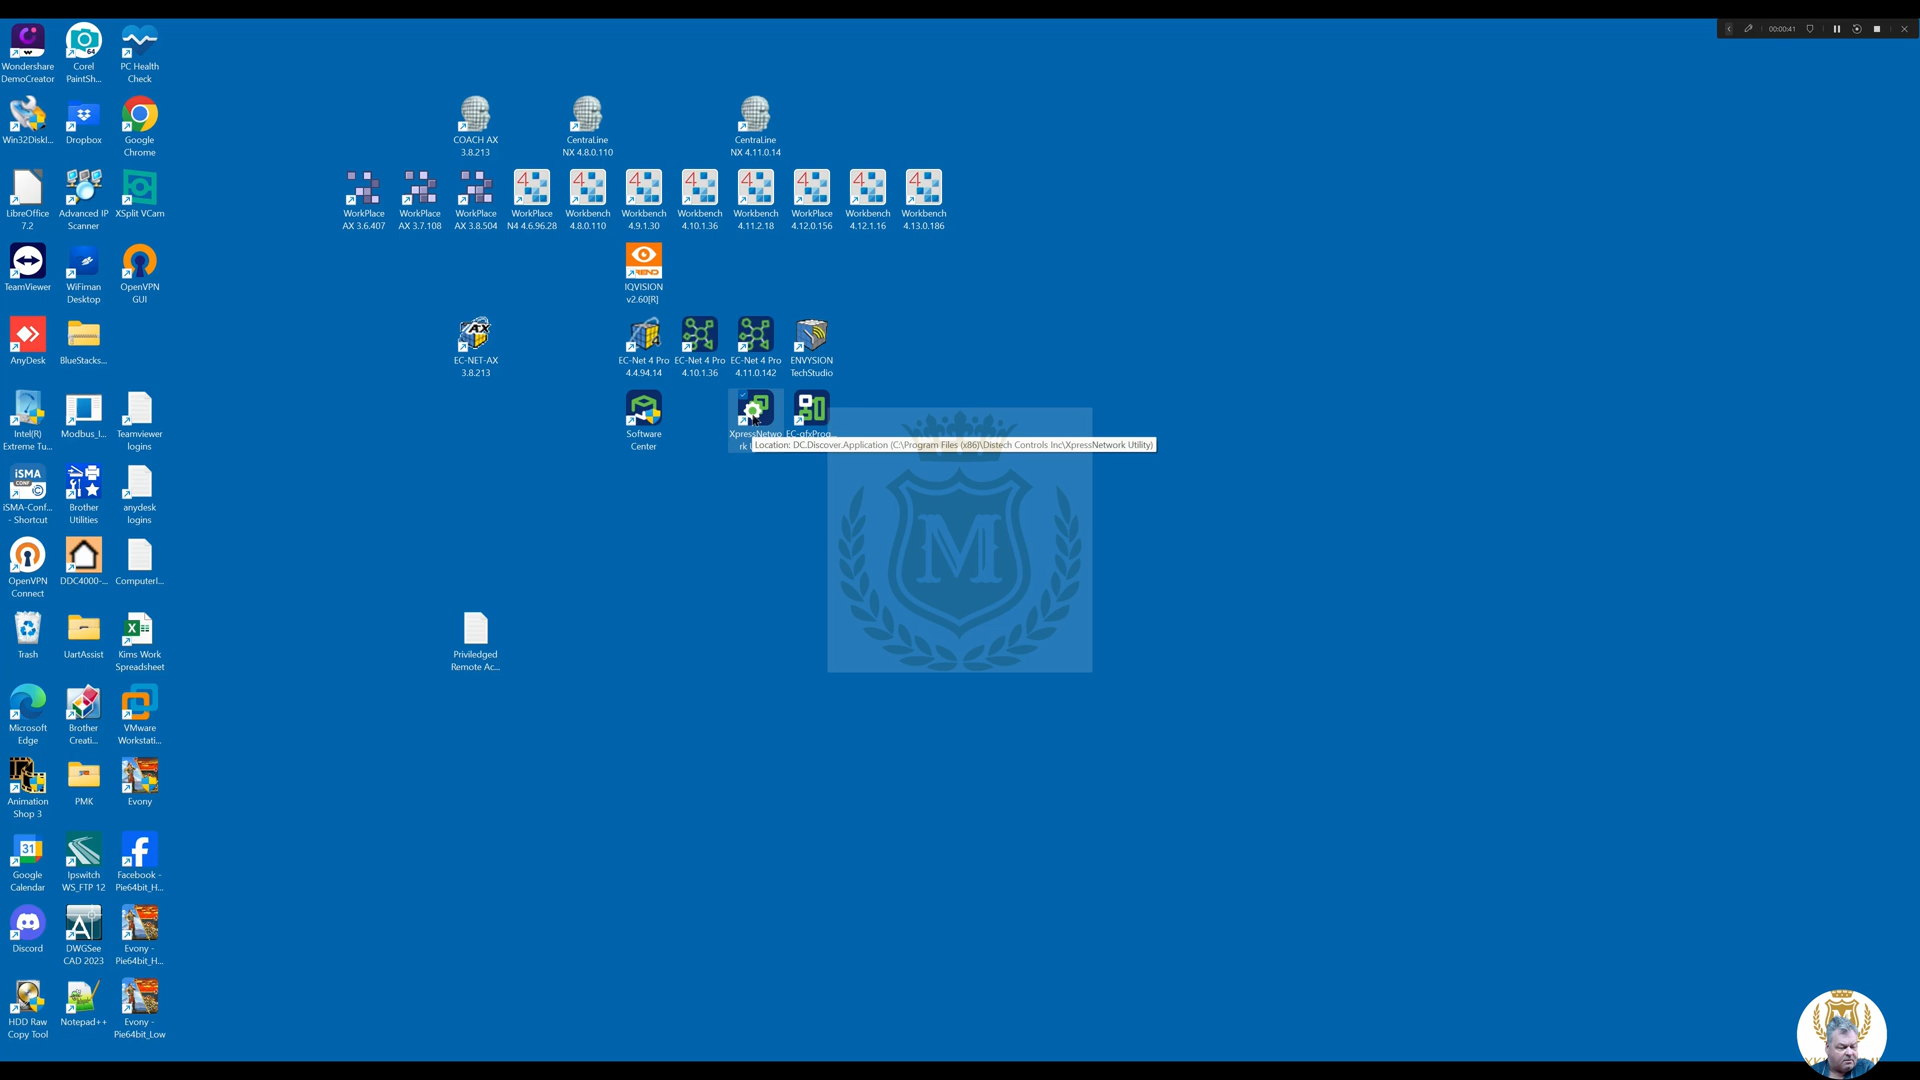 00:00:41
Wondershare
DemoCreator
Corel
PaintSh...
PC Health
Check
Win32DiskI...
Dropbox
Google
Chrome
COACH AX
3.8.213
CentraLine
NX 4.8.0.110
CentraLine
NX 4.11.0.14
LibreOffice
7.2
Advanced IP
Scanner
XSplit VCam
WorkPlace
AX 3.6.407
WorkPlace
AX 3.7.108
WorkPlace
AX 3.8.504
WorkPlace
N4 4.6.96.28
Workbench
4.8.0.110
Workbench
4.9.1.30
Workbench
4.10.1.36
Workbench
4.11.2.18
WorkPlace
4.12.0.156
Workbench
4.12.1.16
Workbench
4.13.0.186
TeamViewer
WiFiman
Desktop
OpenVPN
GUI
TREND
IQVISION
v2.60[R]
AnyDesk
BlueStacks...
EC-NET-AX
3.8.213
EC-Net 4 Pro
4.4.94.14
EC-Net 4 Pro
4.10.1.36
EC-Net 4 Pro
4.11.0.142
ENVYSION
TechStudio
Intel(R)
Extreme Tu...
Modbus_I...
Teamviewer
logins
Software
Center
XpressNetwo
rk
EC-gfxProg...
Location: DC.Discover.Application (C:\Program Files (x86)\Distech Controls Inc\XpressNetwork Utility)
iSMA
CONF
iSMA-Conf...
- Shortcut
Brother
Utilities
anydesk
logins
M
OpenVPN
Connect
DDC4000-...
ComputerI...
Trash
UartAssist
Kims Work
Spreadsheet
Priviledged
Remote Ac...
Microsoft
Edge
Brother
Creati...
VMware
Workstati...
Animation
Shop 3
PMK
Evony
31
Google
Calendar
Ipswitch
WS_FTP 12
Facebook -
Pie64bit_H...
Discord
DWGSee
CAD 2023
Evony -
Pie64bit_H...
HDD Raw
Copy Tool
Notepad++
Evony -
Pie64bit_Low